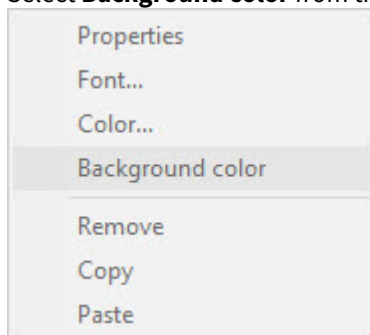 Select Background color from t
Properties
Font...
Color...
Background color
Remove
Copy
Paste